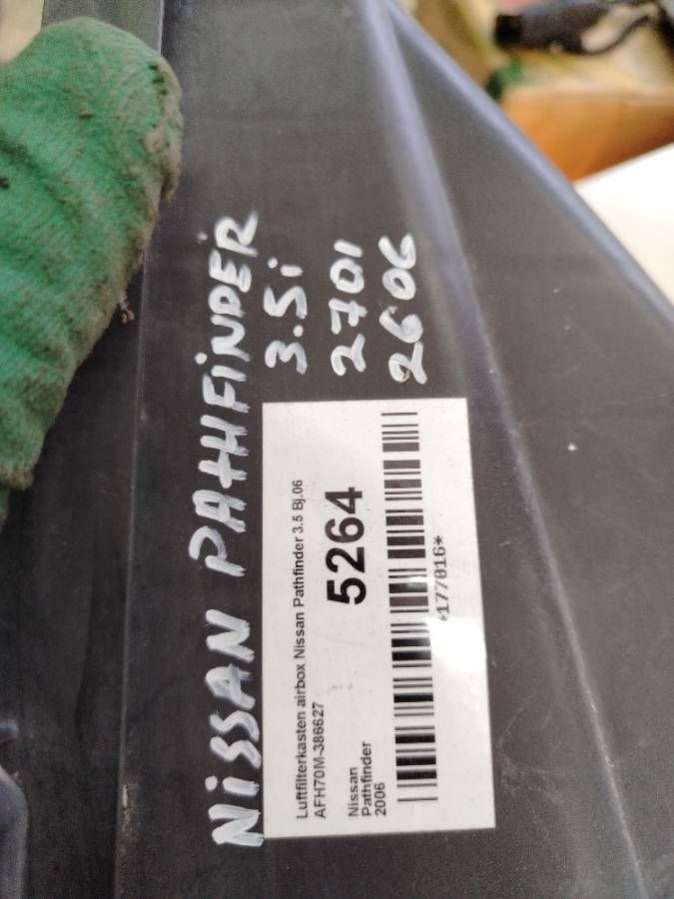 NiSSAN PATHFiNDER
3.5i
2701
2606
Luftfilterkasten airbox Nissan Pathfinder 3.5 Bj.06
AFH70M-386627
5264
Nissan
Pathfinder
2006
*177016*